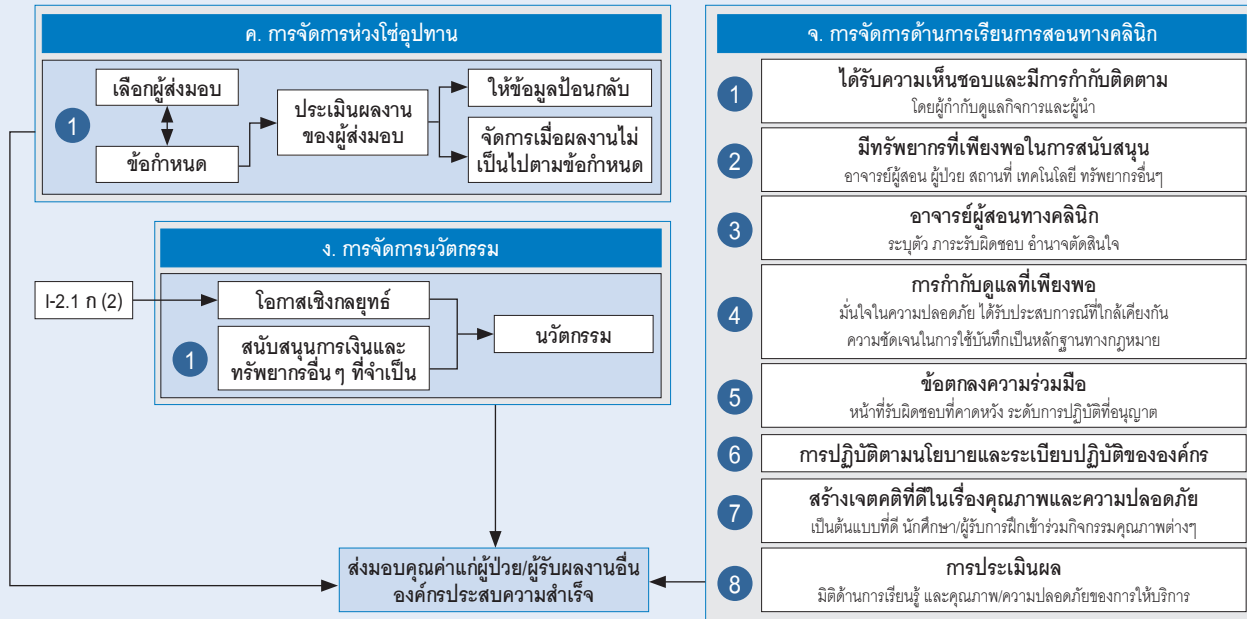 ค. การจัดการห่วงโซ่อุปทาน
1
เลือกผู้ส่งมอบ
ข้อกำหนด
ประเมินผลงาน
ของผู้ส่งมอบ
ให้ข้อมูลป้อนกลับ
จัดการเมื่อผลงานไม่
เป็นไปตามข้อกำหนด
ง. การจัดการนวัตกรรม
I-2.1 ก (2)
โอกาสเชิงกลยุทธ์
1
สนับสนุนการเงินและ
ทรัพยากรอื่นๆ ที่จำเป็น
นวัตกรรม
ส่งมอบคุณค่าแก่ผู้ป่วย/ผู้รับผลงานอื่น
องค์กรประสบความสำเร็จ
จ. การจัดการด้านการเรียนการสอนทางคลินิก
1
ได้รับความเห็นชอบและมีการกำกับติดตาม
โดยผู้กำกับดูแลกิจการและผู้นำ
2
มีทรัพยากรที่เพียงพอในการสนับสนุน
อาจารย์ผู้สอน ผู้ป่วย สถานที่ เทคโนโลยี ทรัพยากรอื่นๆ
3
อาจารย์ผู้สอนทางคลินิก
ระบุตัว ภาระรับผิดชอบ อำนาจตัดสินใจ
4
การกำกับดูแลที่เพียงพอ
มั่นใจในความปลอดภัย ได้รับประสบการณ์ที่ใกล้เคียงกัน
ความชัดเจนในการใช้บันทึกเป็นหลักฐานทางกฎหมาย
5
ข้อตกลงความร่วมมือ
หน้าที่รับผิดชอบที่คาดหวัง ระดับการปฏิบัติที่อนุญาต
6
การปฏิบัติตามนโยบายและระเบียบปฏิบัติขององค์กร
7
สร้างเจตคติที่ดีในเรื่องคุณภาพและความปลอดภัย
เป็นต้นแบบที่ดี นักศึกษา/ผู้รับการฝึกเข้าร่วมกิจกรรมคุณภาพต่างๆ
8
การประเมินผล
มิติด้านการเรียนรู้ และคุณภาพ/ความปลอดภัยของการให้บริการ